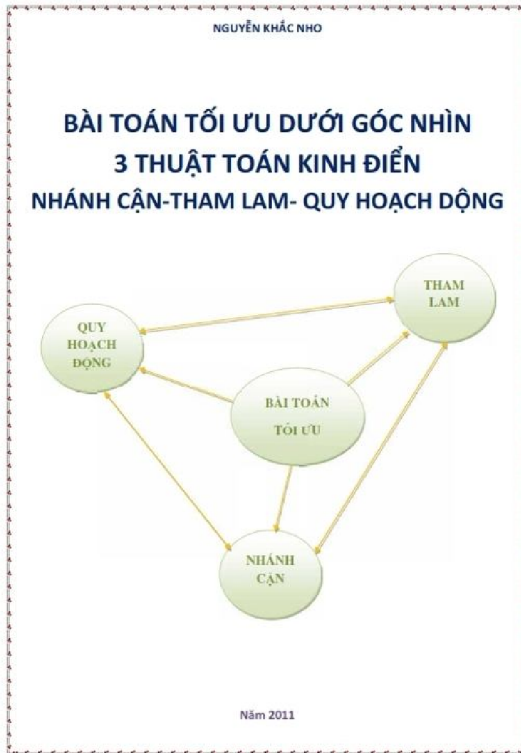 NGUYỄN KHẮC NHO
BÀI TOÁN TỐI ƯU DƯỚI GÓC NHÌN
3 THUẬT TOÁN KINH ĐIỂN
NHÁNH CẬN-THAM LAM- QUY HOẠCH DỘNG
THAM
LAM
QUY
HOẠCH
ĐỘNG
BÀI TOÁN
TỐI ƯU
NHÁNH
CẬN
Năm 2011